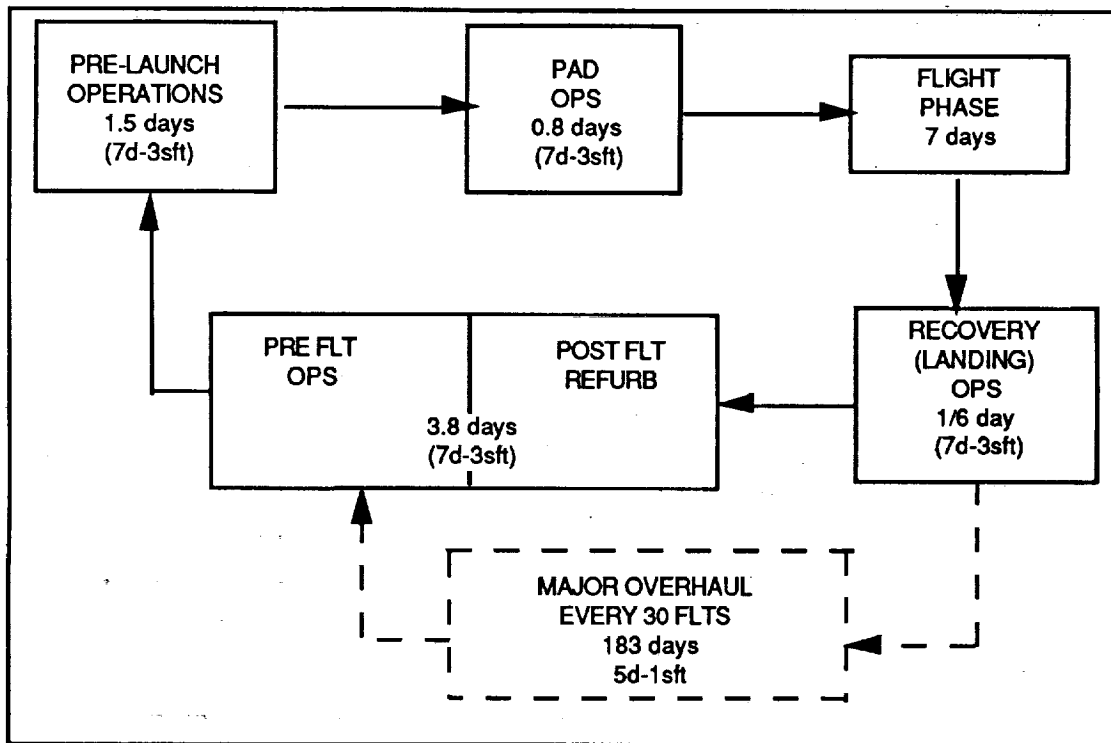 PRE-LAUNCH
OPERATIONS
1.5 days
(7d-3sft)
PAD
OPS
0.8 days
(7d-3sft)
FLIGHT
PHASE
7 days
RECOVERY
(LANDING)
OPS
1/6 day
(7d-3sft)
PRE FLT
OPS
POST FLT
REFURB
3.8 days
(7d-3sft)
MAJOR OVERHAUL
EVERY 30 FLTS
183 days
5d-1sft